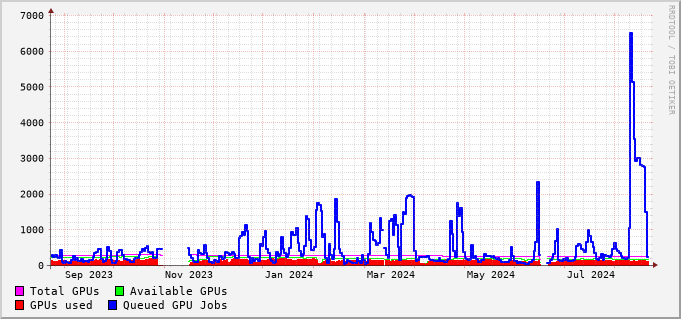 7000
6000
5000
4000
3000
2000
1000
0
Sep 2023 Nov 2023 Jan 2024 Mar 2024 May 2024 Jul 2024
Total GPUs Available GPUs
GPUs used Queued GPU Jobs
RRDTOOL / TOBI OETIKER